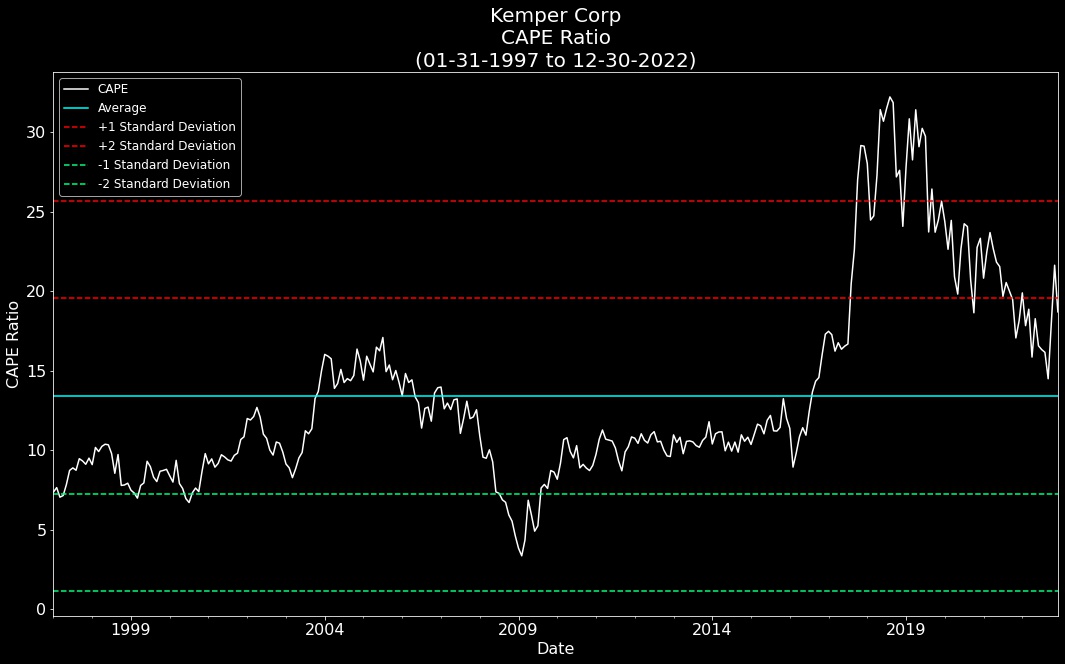 Kemper Corp
CAPE Ratio
(01-31-1997 to 12-30-2022)
CAPE
Average
+1 Standard Deviation
+2 Standard Deviation
-1 Standard Deviation
-2 Standard Deviation
30
25
20
15
10
5
0
CAPE Ratio
1999
2004
2009
2014
2019
Date